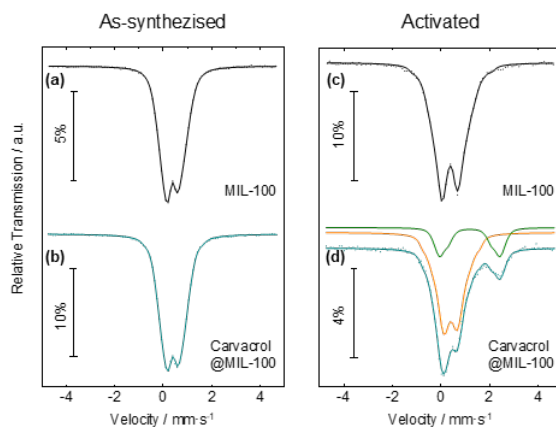 As-synthezised
Activated
Relative Transmission / a.u.
(a)
5%
MIL-100
(b)
10%
Carvacrol
@MIL-100
(c)
10%
MIL-100
(d)
4%
Carvacrol
@MIL-100
-4 -2 0 2 4
Velocity / mm·s⁻¹
-4 -2 0 2 4
Velocity / mm·s⁻¹